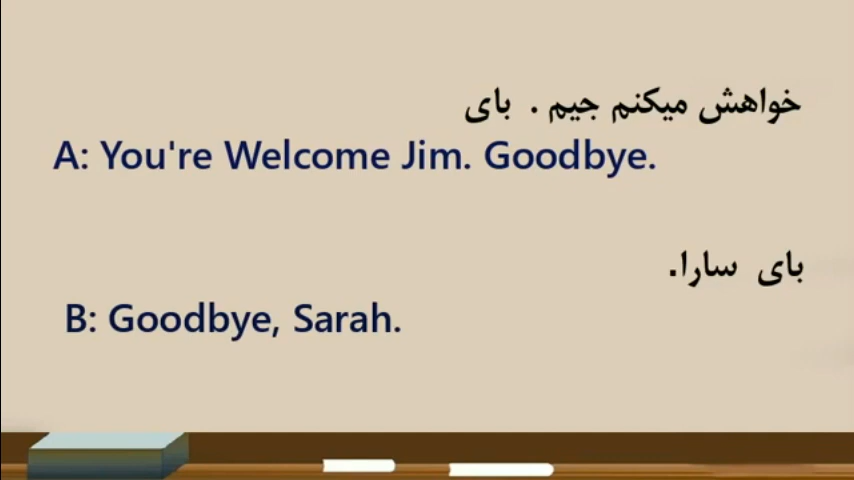 خواهش میکنم جیم . بای
A: You're Welcome Jim. Goodbye.
بای سارا.
B: Goodbye, Sarah.